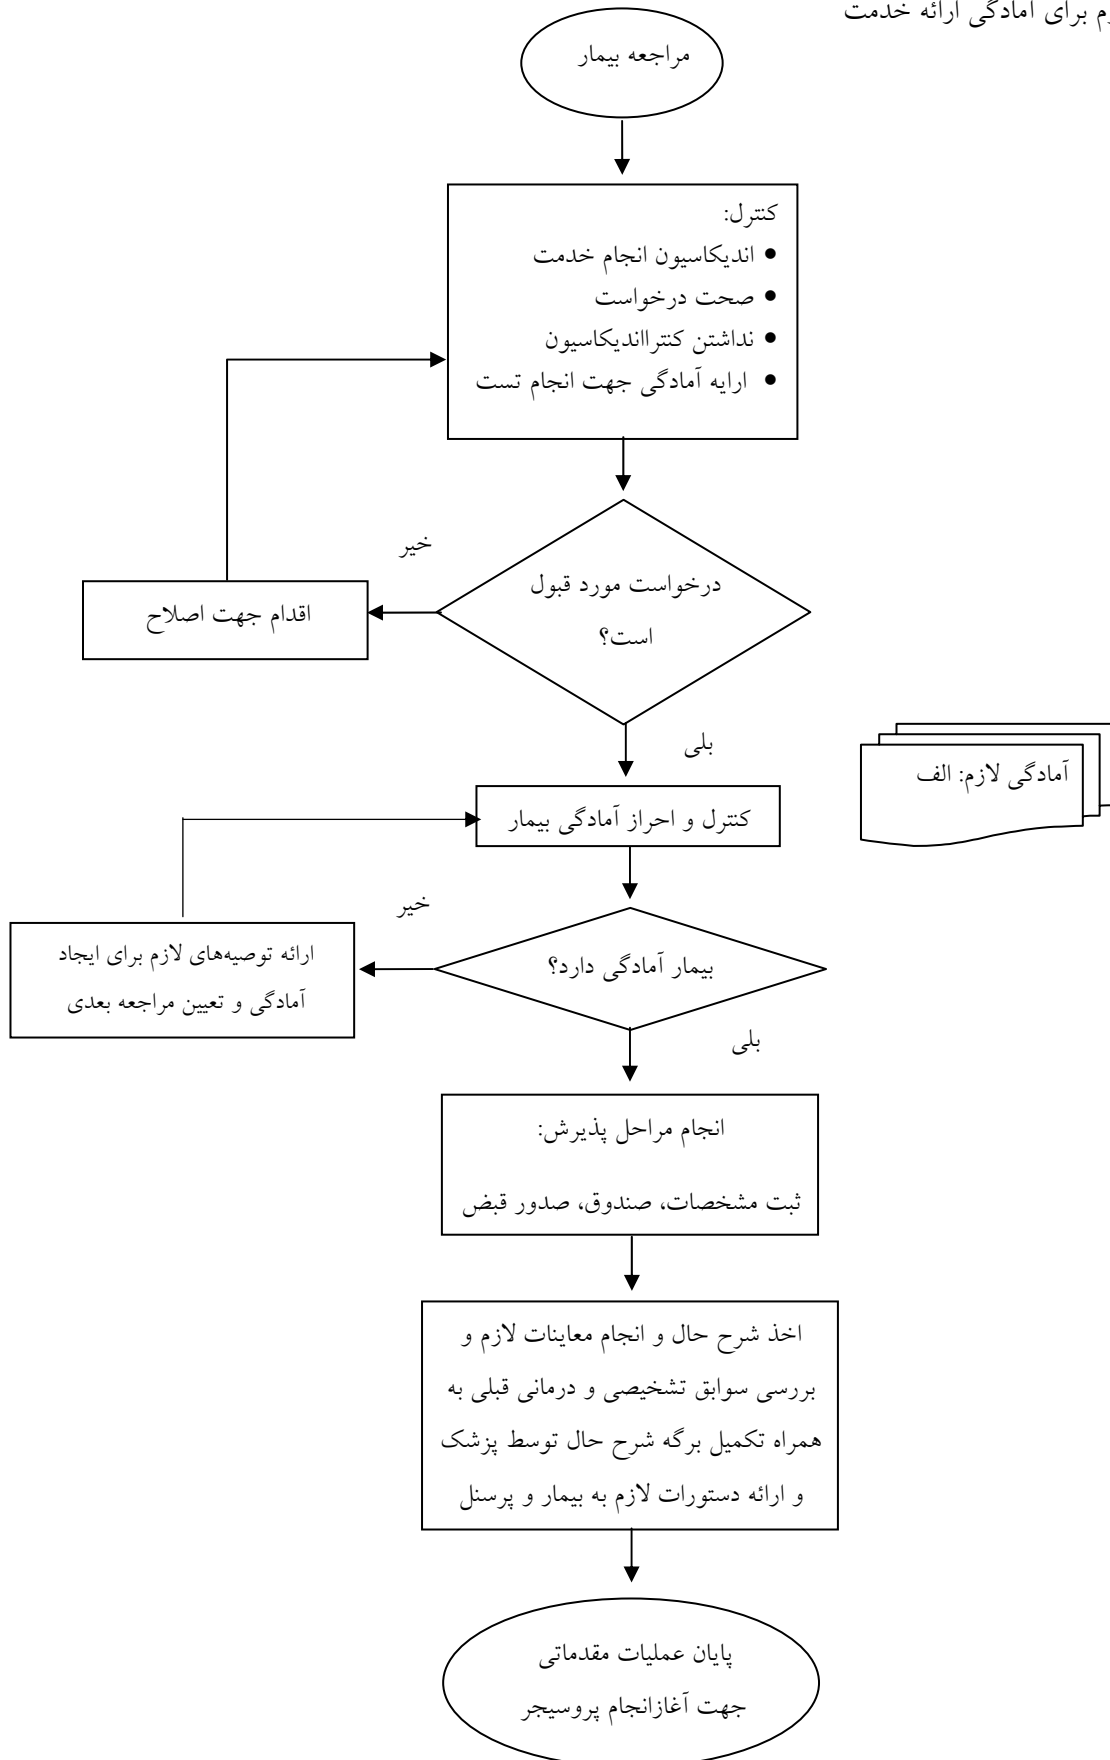 برای آمادگی ارائه خدمت
مراجعه بیمار
کنترل:
● اندیکاسیون انجام خدمت
● صحت درخواست
● نداشتن کنترااندیکاسیون
● ارایه آمادگی جهت انجام تست
خیر
درخواست مورد قبول
است؟
اقدام جهت اصلاح
بلی
آمادگی لازم: الف
کنترل و احراز آمادگی بیمار
خیر
بیمار آمادگی دارد؟
ارائه توصیه‌های لازم برای ایجاد
آمادگی و تعیین مراجعه بعدی
بلی
انجام مراحل پذیرش:
ثبت مشخصات، صندوق، صدور قبض
اخذ شرح حال و انجام معاینات لازم و
بررسی سوابق تشخیصی و درمانی قبلی به
همراه تکمیل برگه شرح حال توسط پزشک
و ارائه دستورات لازم به بیمار و پرسنل
پایان عملیات مقدماتی
جهت آغازانجام پروسیجر